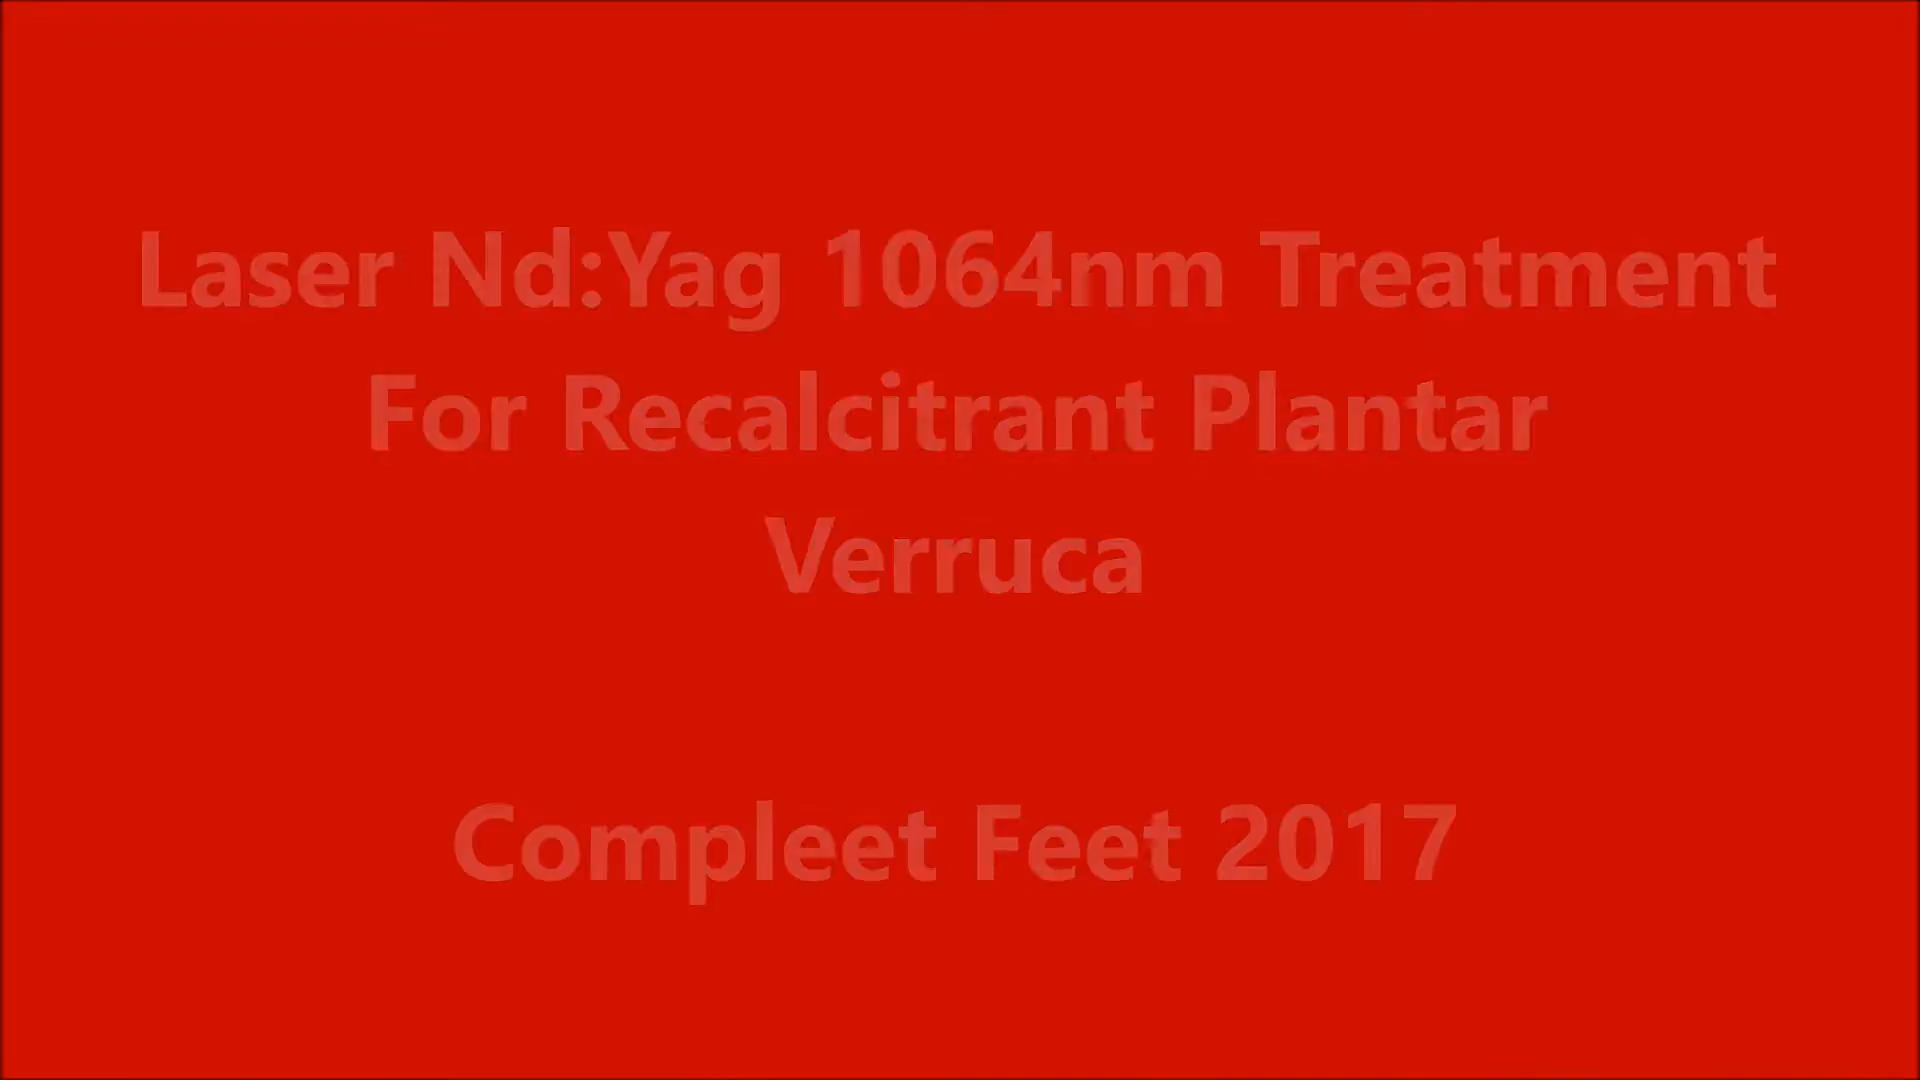 Laser Nd:Yag 1064nm Treatment
For Recalcitrant Plantar
Verruca
Compleet Feet 2017